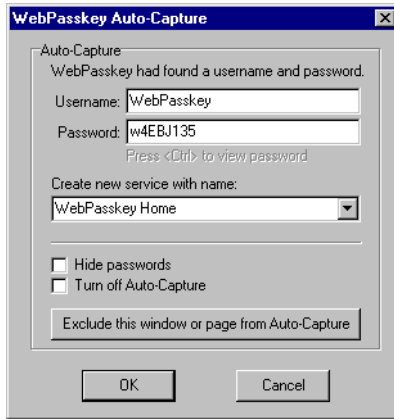 WebPasskey Auto-Capture
Auto-Capture
WebPasskey had found a username and password.
Username: WebPasskey
Password: w4EBJ135
Press <Ctrl> to view password
Create new service with name:
WebPasskey Home
Hide passwords
Turn off Auto-Capture
Exclude this window or page from Auto-Capture
OK Cancel